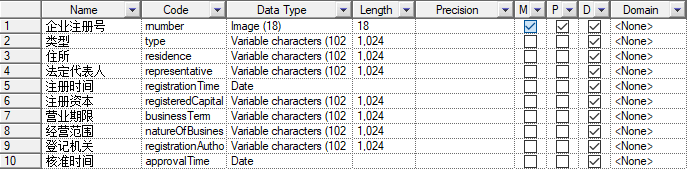 Name Code Data Type Length Precision M P D Domain
1 企业注册号 mumber Image (18) 18 <None>
2 类型 type Variable characters (102 1,024 <None>
3 住所 residence Variable characters (102 1,024 <None>
4 法定代表人 representative Variable characters (102 1,024 <None>
5 注册时间 registrationTime Date <None>
6 注册资本 registeredCapital Variable characters (102 1,024 <None>
7 营业期限 businessTerm Variable characters (102 1,024 <None>
8 经营范围 natureOfBusines Variable characters (102 1,024 <None>
9 登记机关 registrationAutho Variable characters (102 1,024 <None>
10 核准时间 approvalTime Date <None>